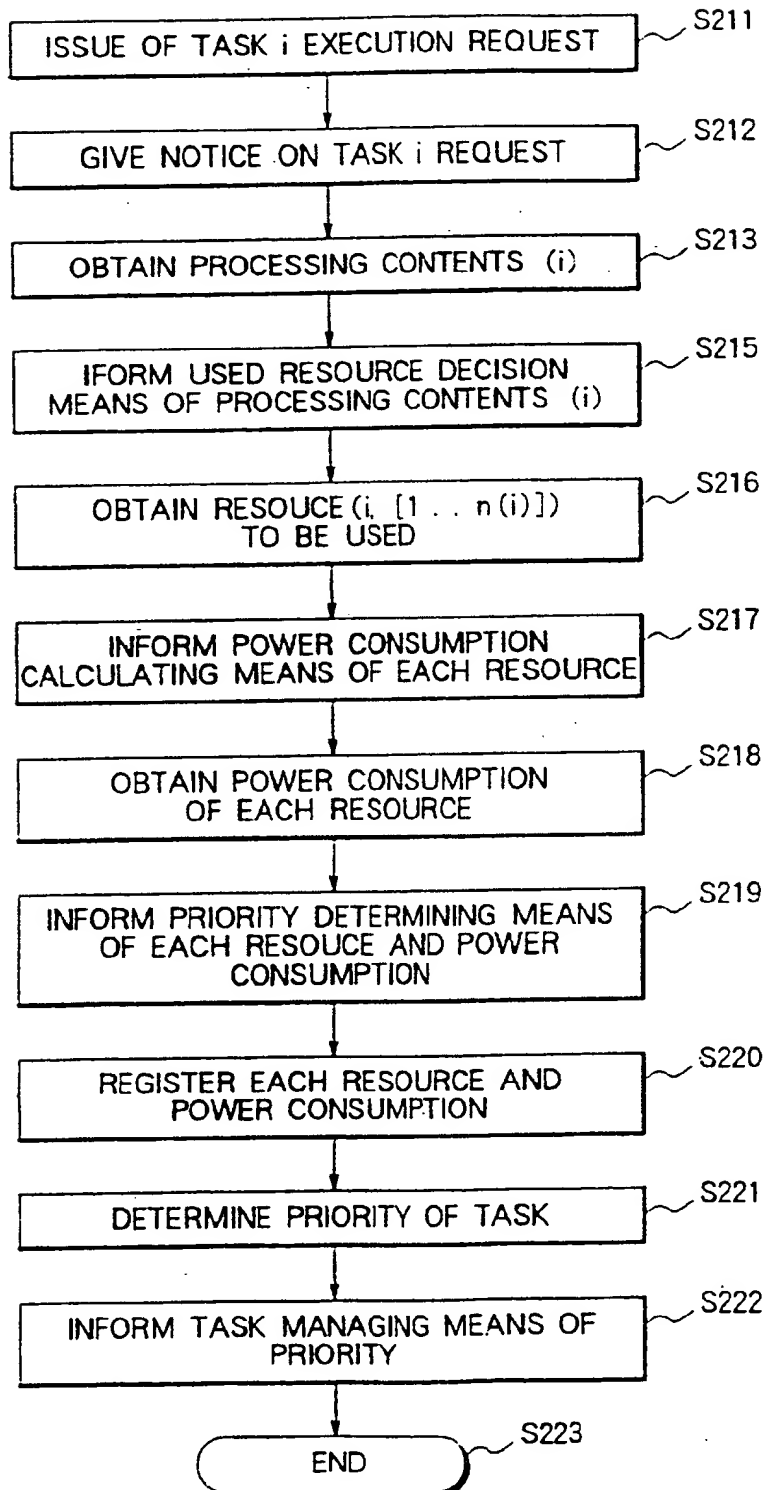 ISSUE OF TASK i EXECUTION REQUEST
S211
GIVE NOTICE ON TASK i REQUEST
S212
OBTAIN PROCESSING CONTENTS (i)
S213
IFORM USED RESOURCE DECISION
MEANS OF PROCESSING CONTENTS (i)
S215
OBTAIN RESOUCE(i, [1 . . n(i)])
TO BE USED
S216
INFORM POWER CONSUMPTION
CALCULATING MEANS OF EACH RESOURCE
S217
OBTAIN POWER CONSUMPTION
OF EACH RESOURCE
S218
INFORM PRIORITY DETERMINING MEANS
OF EACH RESOUCE AND POWER
CONSUMPTION
S219
REGISTER EACH RESOURCE AND
POWER CONSUMPTION
S220
DETERMINE PRIORITY OF TASK
S221
INFORM TASK MANAGING MEANS OF
PRIORITY
S222
END
S223